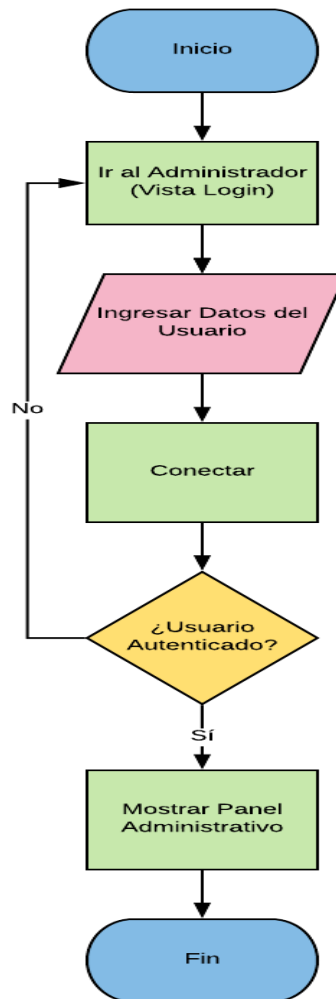 Inicio
Ir al Administrador
(Vista Login)
Ingresar Datos del
Usuario
No
Conectar
¿Usuario
Autenticado?
Sí
Mostrar Panel
Administrativo
Fin